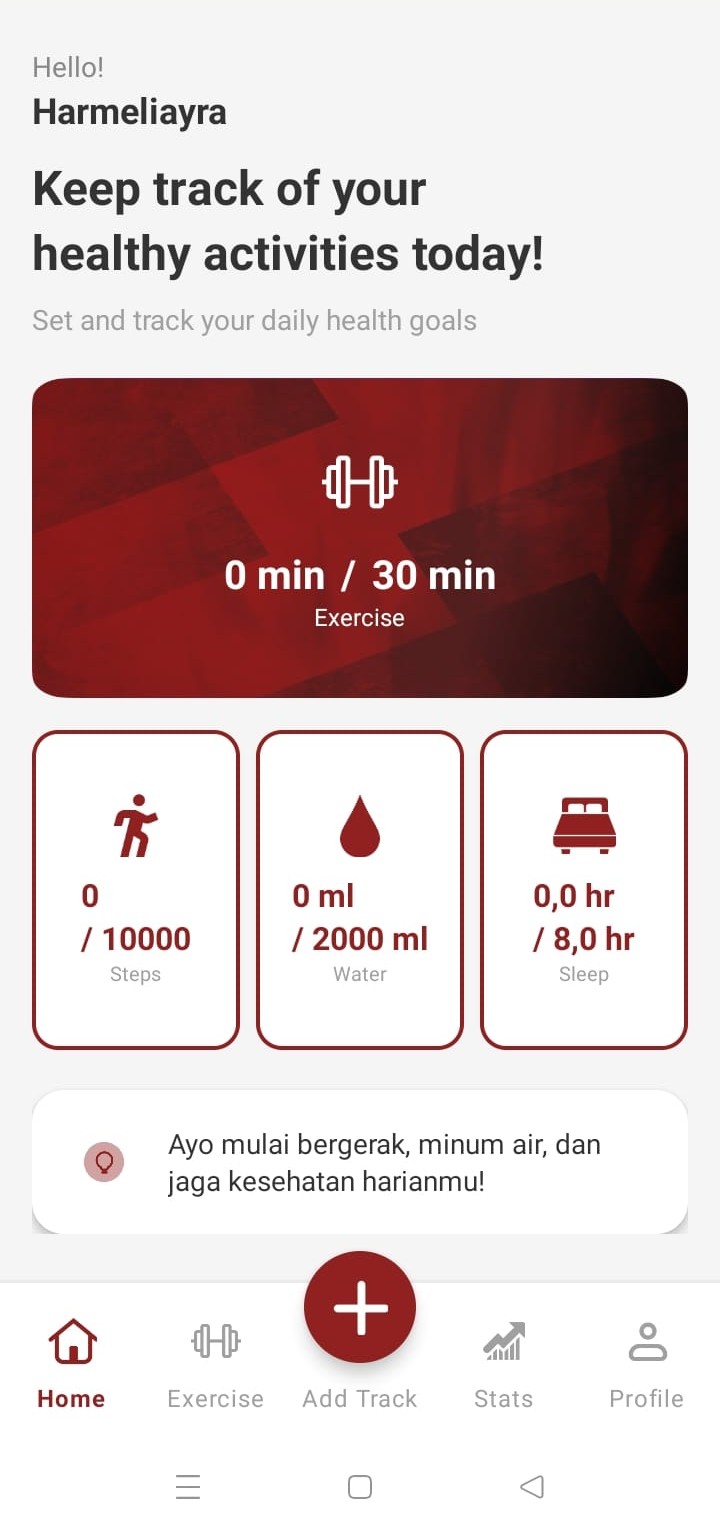 Hello!
Harmeliayra
Keep track of your
healthy activities today!
Set and track your daily health goals
0 min / 30 min
Exercise
0
/ 10000
Steps
0 ml
/ 2000 ml
Water
0,0 hr
/ 8,0 hr
Sleep
Ayo mulai bergerak, minum air, dan
jaga kesehatan harianmu!
Home
Exercise
Add Track
Stats
Profile